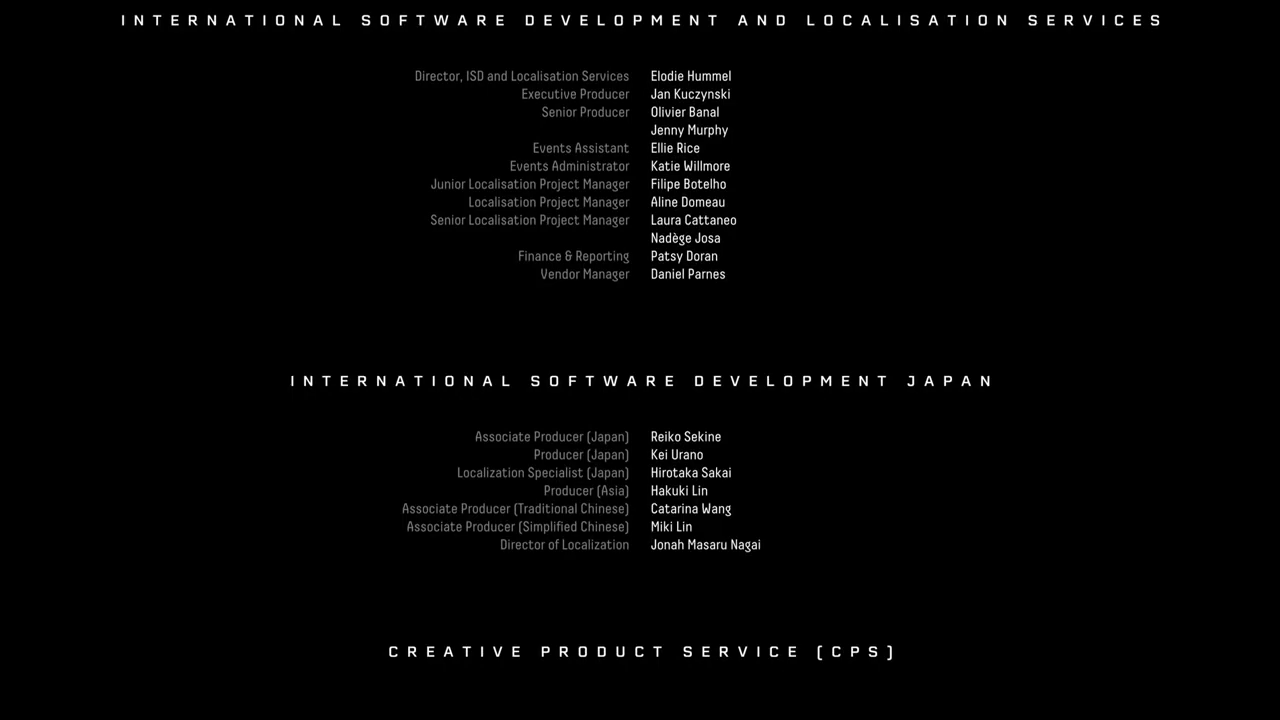 INTERNATIONAL SOFTWARE DEVELOPMENT AND LOCALISATION SERVICES
Director, ISD and Localisation Services Elodie Hummel
Executive Producer Jan Kuczynski
Senior Producer Olivier Banal
Jenny Murphy
Events Assistant Ellie Rice
Events Administrator Katie Willmore
Junior Localisation Project Manager Filipe Botelho
Localisation Project Manager Aline Domeau
Senior Localisation Project Manager Laura Cattaneo
Nadège Josa
Finance & Reporting Patsy Doran
Vendor Manager Daniel Parnes
INTERNATIONAL SOFTWARE DEVELOPMENT JAPAN
Associate Producer (Japan) Reiko Sekine
Producer (Japan) Kei Urano
Localization Specialist (Japan) Hirotaka Sakai
Producer (Asia) Hakuki Lin
Associate Producer (Traditional Chinese) Catarina Wang
Associate Producer (Simplified Chinese) Miki Lin
Director of Localization Jonah Masaru Nagai
CREATIVE PRODUCT SERVICE (CPS)